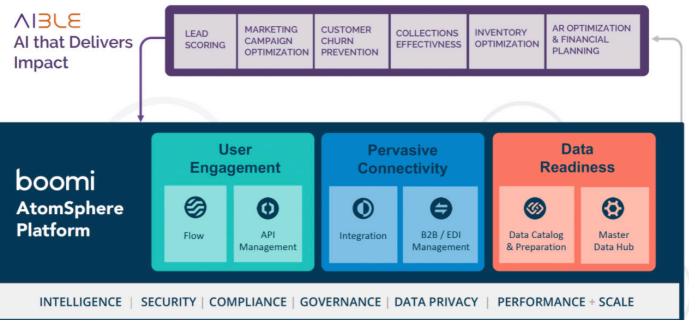 AIBLE
AI that Delivers
Impact
LEAD
SCORING
MARKETING
CAMPAIGN
OPTIMIZATION
CUSTOMER
CHURN
PREVENTION
COLLECTIONS
EFFECTIVNESS
INVENTORY
OPTIMIZATION
AR OPTIMIZATION
& FINANCIAL
PLANNING
boomi
AtomSphere
Platform
User
Engagement
Flow
API
Management
Pervasive
Connectivity
Integration
B2B / EDI
Management
Data
Readiness
Data Catalog
& Preparation
Master
Data Hub
INTELLIGENCE | SECURITY | COMPLIANCE | GOVERNANCE | DATA PRIVACY | PERFORMANCE + SCALE